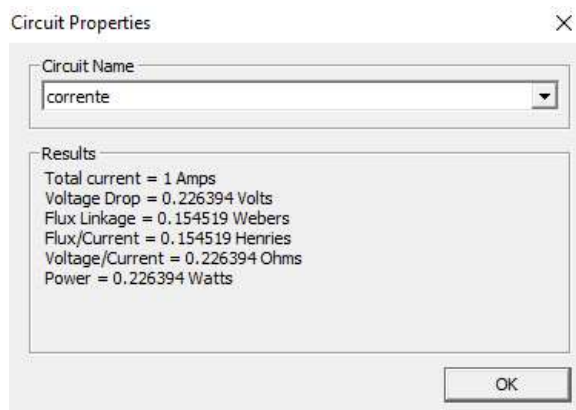 Circuit Properties
Circuit Name
corrente
Results
Total current = 1 Amps
Voltage Drop = 0.226394 Volts
Flux Linkage = 0.154519 Webers
Flux/Current = 0.154519 Henries
Voltage/Current = 0.226394 Ohms
Power = 0.226394 Watts
OK